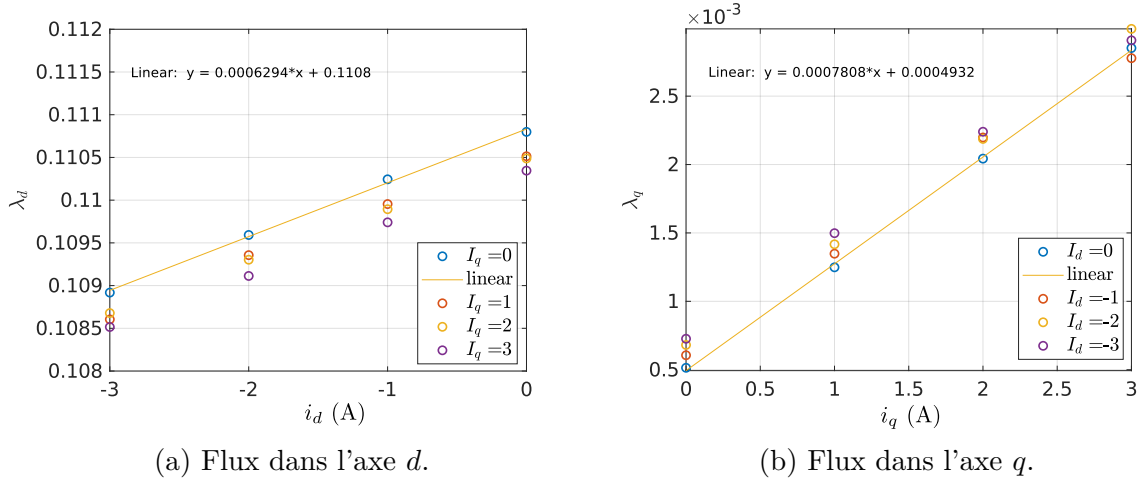 0.112
0.1115
0.111
0.1105
0.11
0.1095
0.109
0.1085
0.108
λd
Linear: y = 0.0006294*x + 0.1108
Iq =0
linear
Iq =1
Iq =2
Iq =3
-3 -2 -1 0
id (A)
(a) Flux dans l'axe d.
×10-3
2.5
2
1.5
1
0.5
λq
Linear: y = 0.0007808*x + 0.0004932
Id =0
linear
Id =-1
Id =-2
Id =-3
0 0.5 1 1.5 2 2.5 3
iq (A)
(b) Flux dans l'axe q.